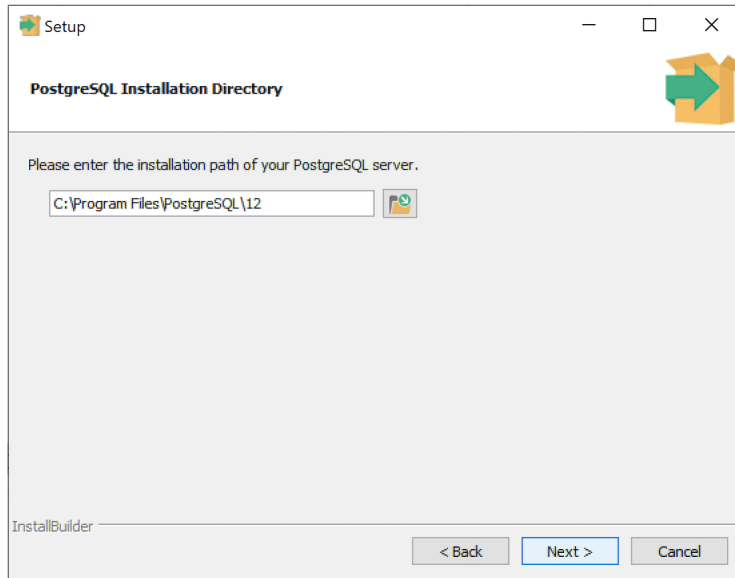 Setup
PostgreSQL Installation Directory
Please enter the installation path of your PostgreSQL server.
C:\Program Files\PostgreSQL\12
InstallBuilder
< Back
Next >
Cancel